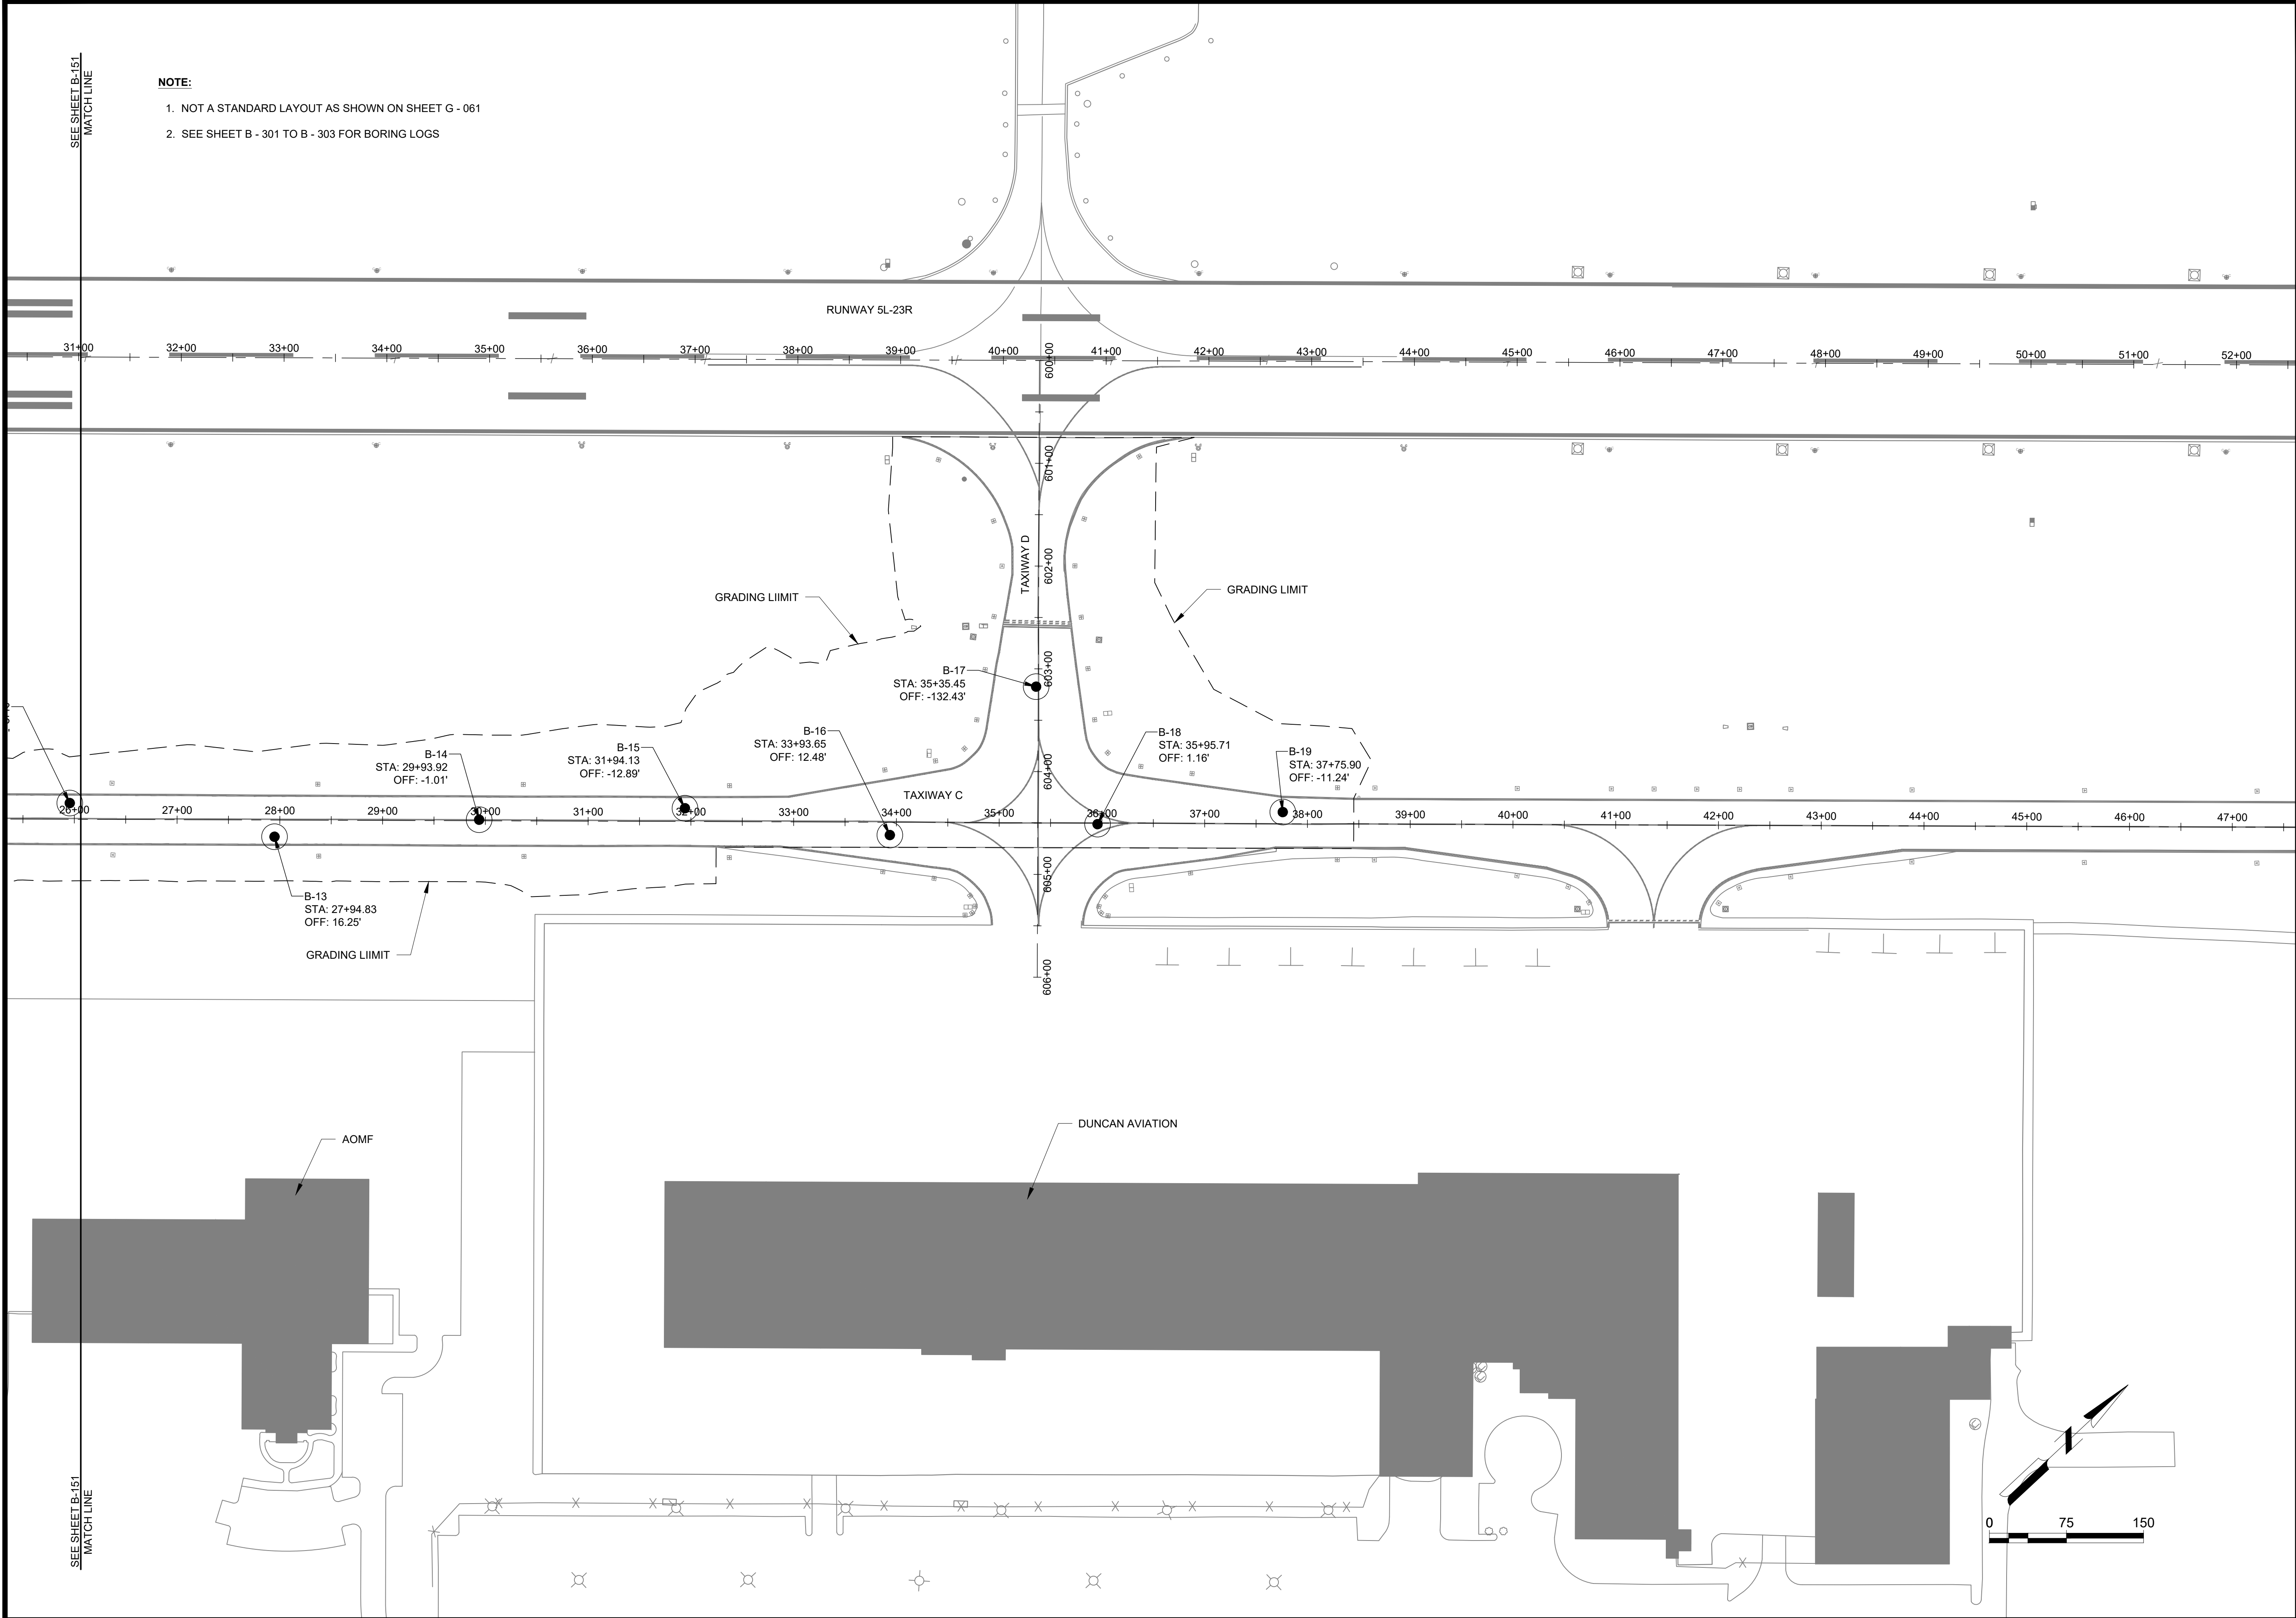 SEE SHEET B-151
MATCH LINE
NOTE:
1. NOT A STANDARD LAYOUT AS SHOWN ON SHEET G - 061
2. SEE SHEET B - 301 TO B - 303 FOR BORING LOGS
RUNWAY 5L-23R
31+00 32+00 33+00 34+00 35+00 36+00 37+00 38+00 39+00 40+00 41+00 42+00 43+00 44+00 45+00 46+00 47+00 48+00 49+00 50+00 51+00 52+00
600+00
601+00
TAXIWAY D
602+00
GRADING LIIMIT
GRADING LIMIT
603+00
B-17
STA: 35+35.45
OFF: -132.43'
B-16
STA: 33+93.65
OFF: 12.48'
B-18
STA: 35+95.71
OFF: 1.16'
B-15
STA: 31+94.13
OFF: -12.89'
B-14
STA: 29+93.92
OFF: -1.01'
B-19
STA: 37+75.90
OFF: -11.24'
604+00
TAXIWAY C
26+00 27+00 28+00 29+00 30+00 31+00 32+00 33+00 34+00 35+00 36+00 37+00 38+00 39+00 40+00 41+00 42+00 43+00 44+00 45+00 46+00 47+00
605+00
B-13
STA: 27+94.83
OFF: 16.25'
GRADING LIIMIT
606+00
AOMF
DUNCAN AVIATION
SEE SHEET B-151
MATCH LINE
0 75 150